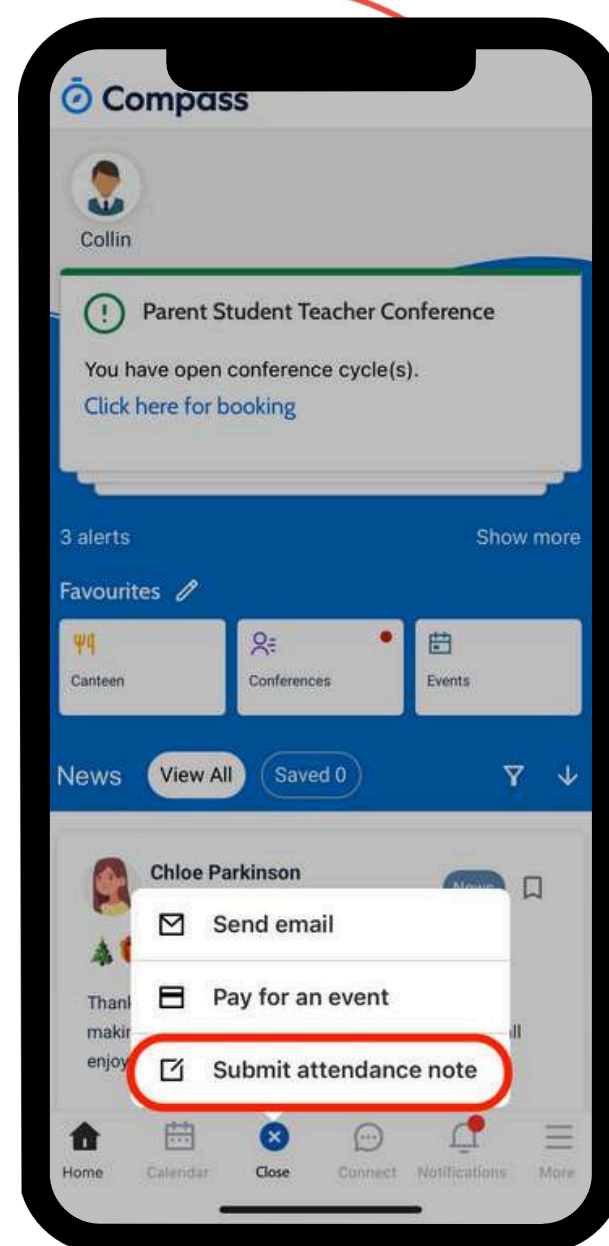 Compass
Collin
Parent Student Teacher Conference
You have open conference cycle(s).
Click here for booking
3 alerts
Show more
Favourites
Canteen
Conferences
Events
News
View All
Saved 0
Chloe Parkinson
News
Send email
Pay for an event
Submit attendance note
enjoy
Home
Calendar
Close
Connect
Notifications
More